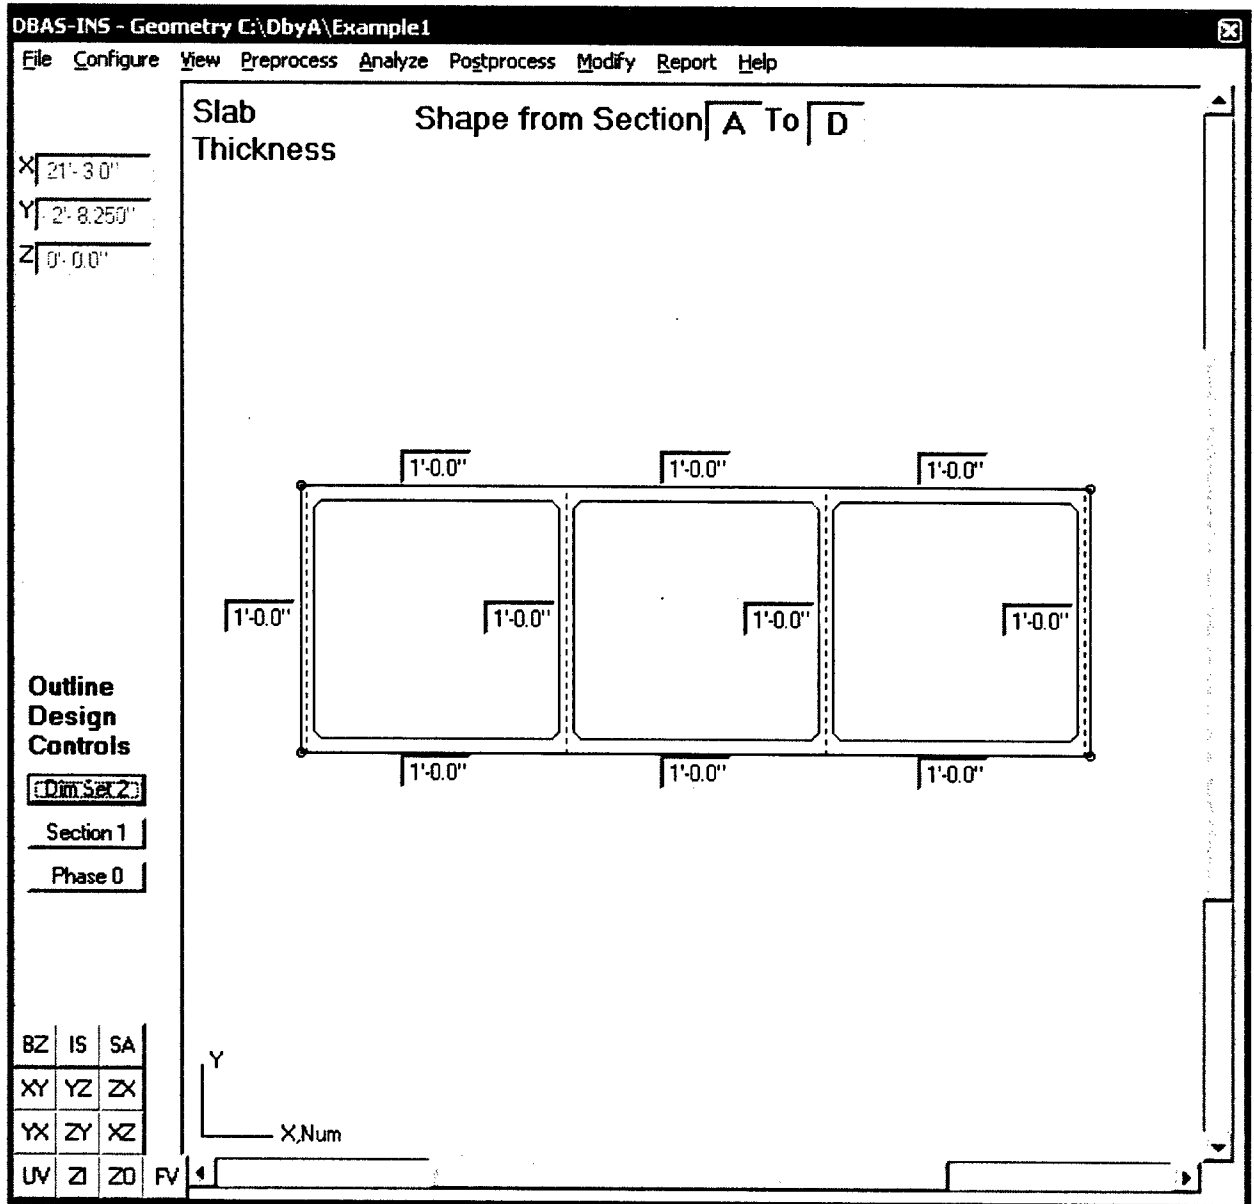 DBAS-INS - Geometry C:\DbyA\Example1
File Configure View Preprocess Analyze Postprocess Modify Report Help
Slab
Thickness
Shape from Section A To D
X 21'- 3.0"
Y - 2'- 8.250"
Z 0'- 0.0"
1'-0.0" 1'-0.0" 1'-0.0"
1'-0.0" 1'-0.0" 1'-0.0" 1'-0.0"
1'-0.0" 1'-0.0" 1'-0.0"
Outline
Design
Controls
Dim Set 2
Section 1
Phase 0
BZ IS SA
XY YZ ZX
YX ZY XZ
UV ZI ZO FV
Y
X,Num